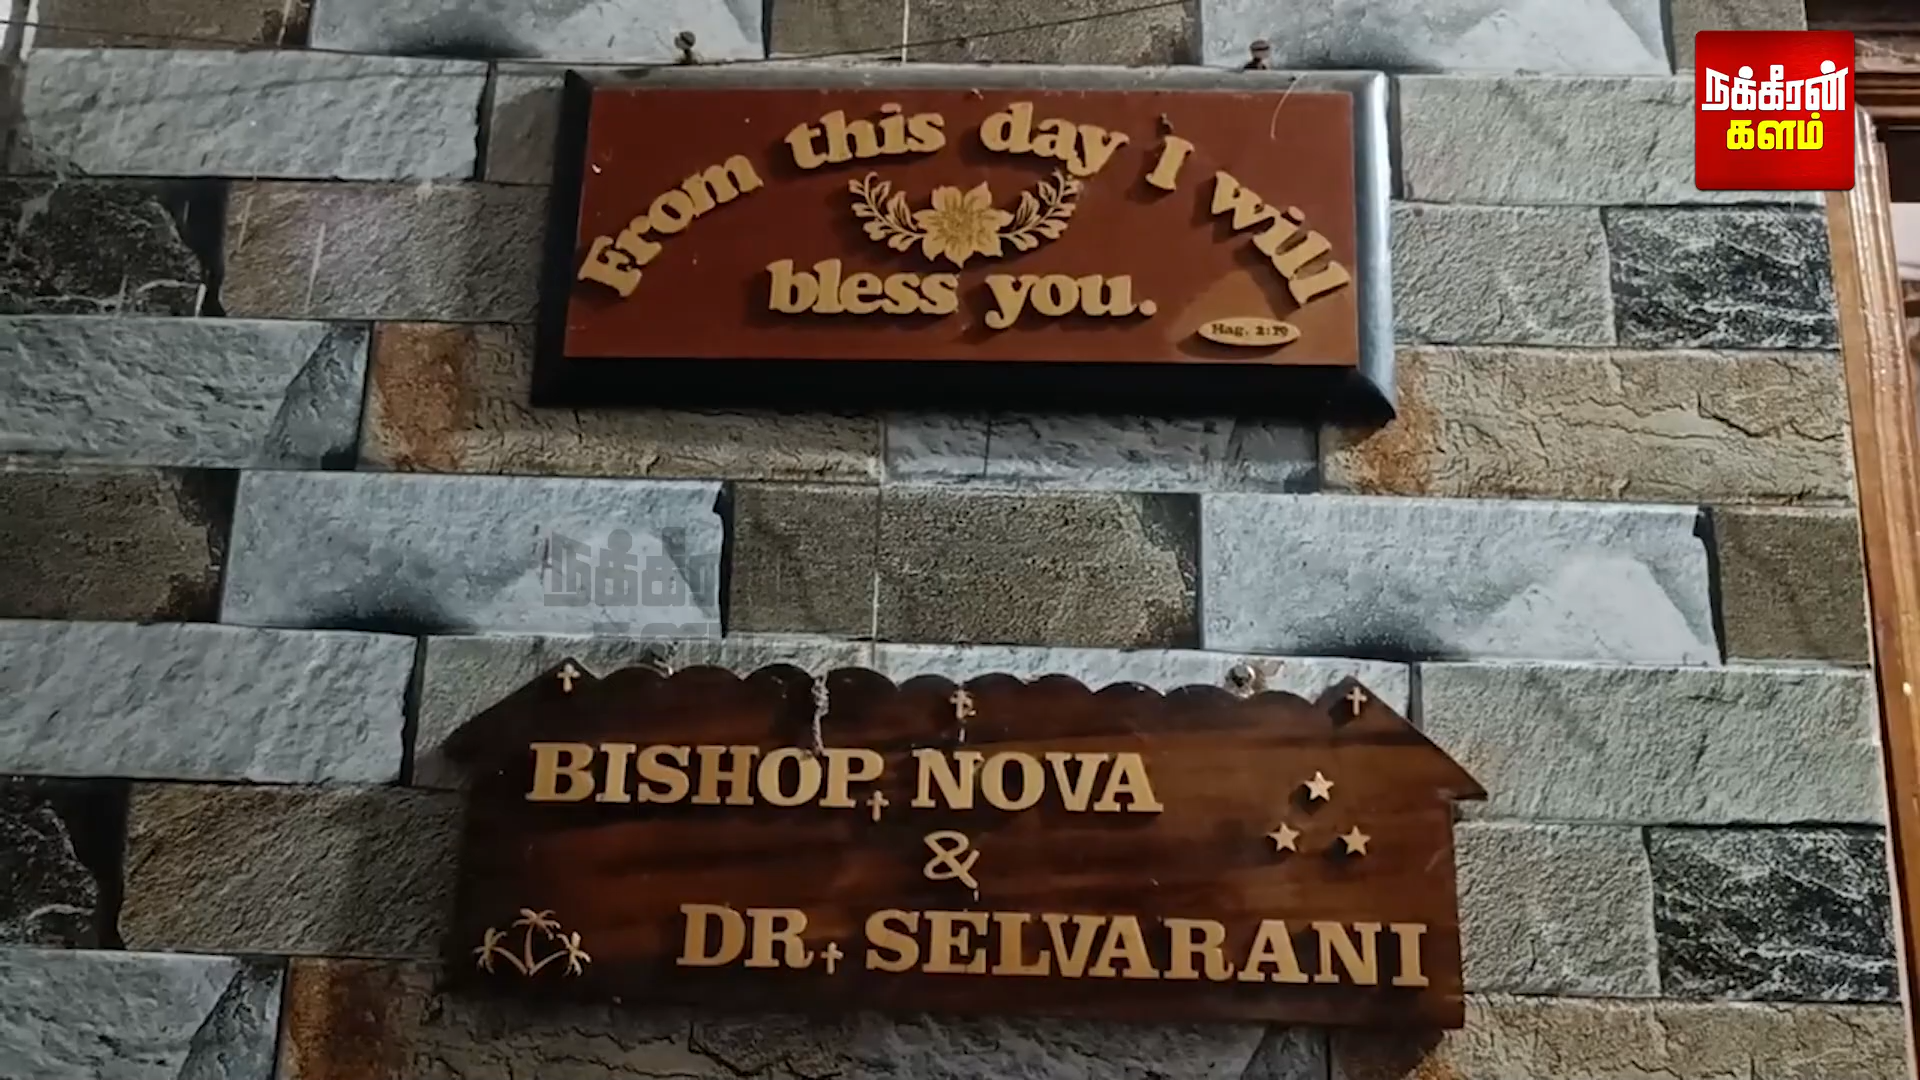 நக்கீரன்
களம்
From this day I will
bless you.
Hag. 2:19
BISHOP. NOVA
&
DR. SELVARANI